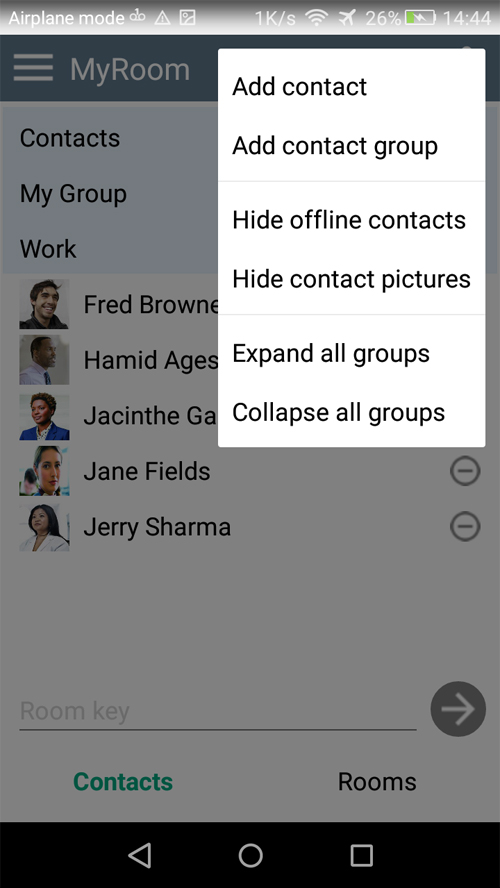 Airplane mode 1K/s 26% 14:44
MyRoom
Add contact
Add contact group
Hide offline contacts
Hide contact pictures
Expand all groups
Collapse all groups
Contacts
My Group
Work
Fred Browne
Hamid Ages
Jacinthe Ga
Jane Fields
Jerry Sharma
Room key
Contacts Rooms